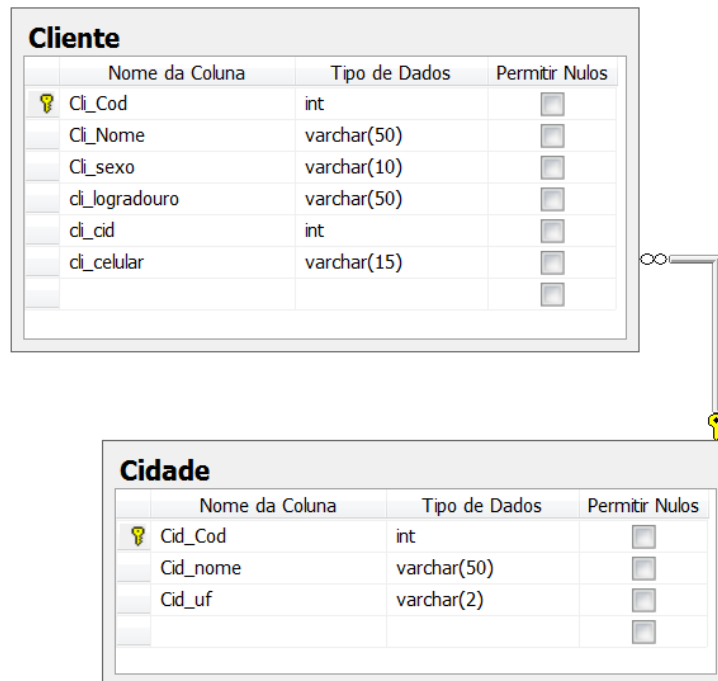 Cliente
Nome da Coluna Tipo de Dados Permitir Nulos
Cli_Cod int
Cli_Nome varchar(50)
Cli_sexo varchar(10)
cli_logradouro varchar(50)
cli_cid int
cli_celular varchar(15)
Cidade
Nome da Coluna Tipo de Dados Permitir Nulos
Cid_Cod int
Cid_nome varchar(50)
Cid_uf varchar(2)